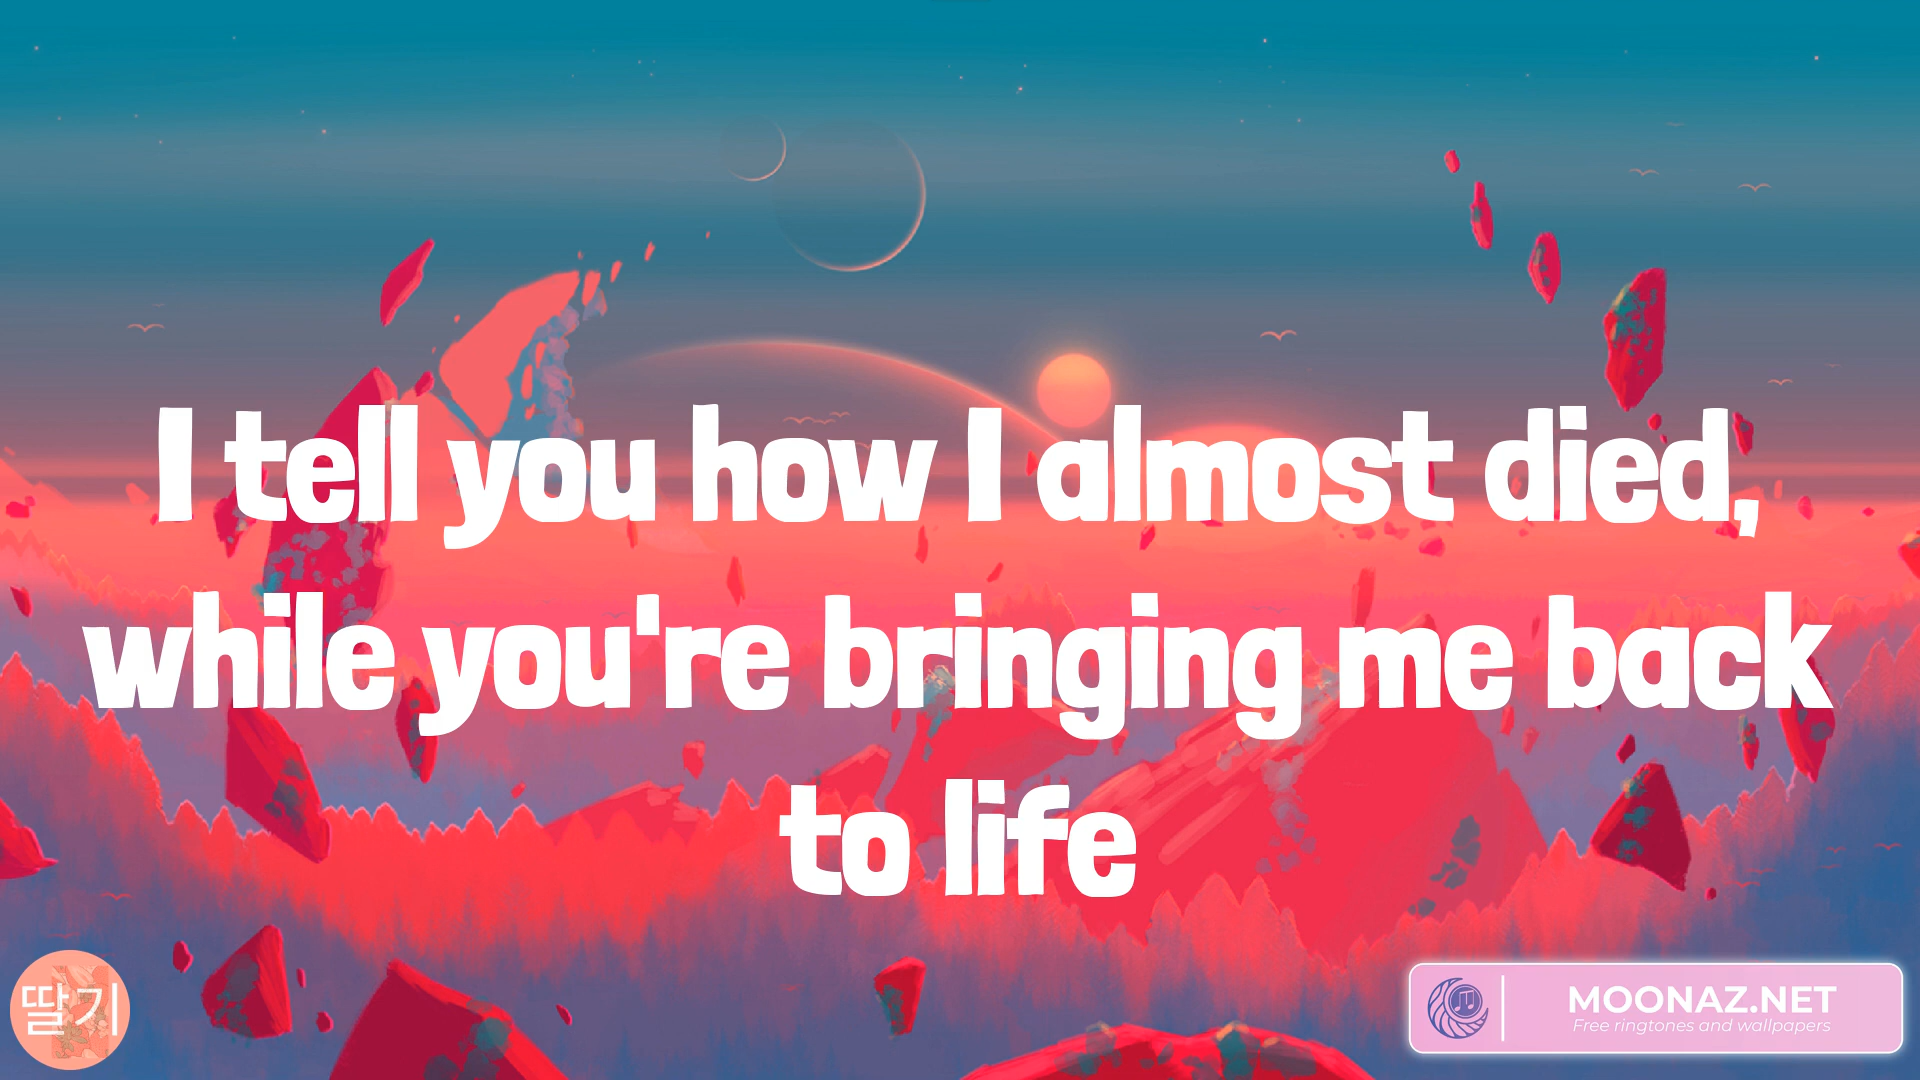 I tell you how I almost died,
while you're bringing me back
to life
딸기
MOONAZ.NET
Free ringtones and wallpapers